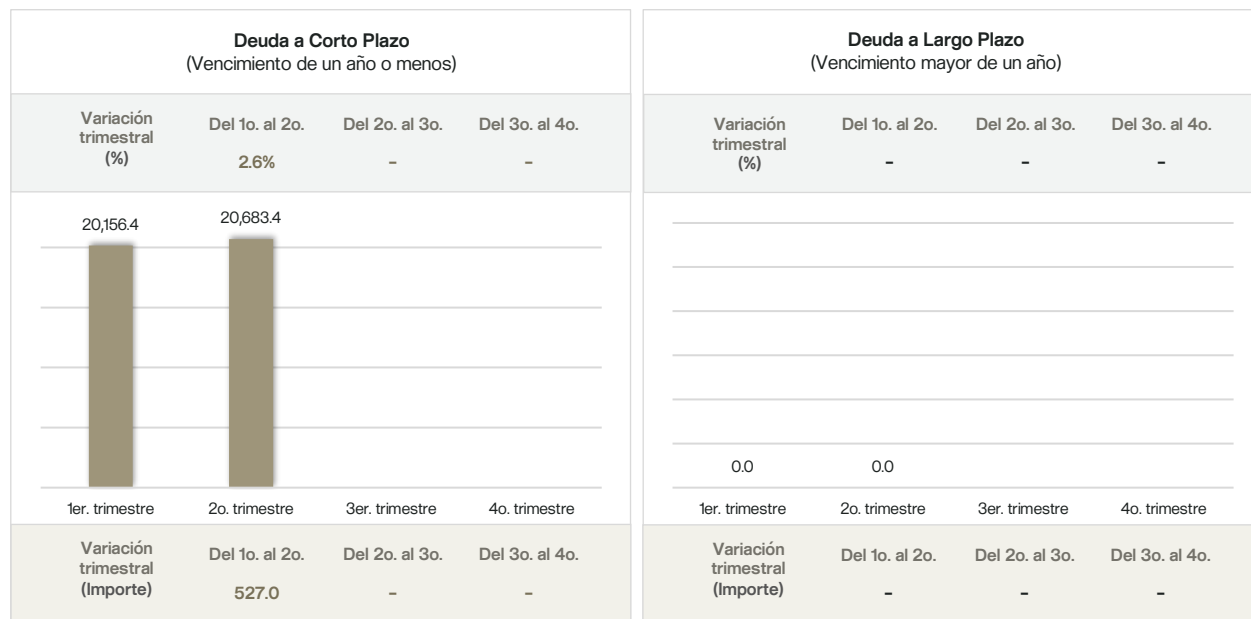 Deuda a Corto Plazo
(Vencimiento de un año o menos)
Variación
trimestral
(%)
Del 1o. al 2o.
Del 2o. al 3o.
Del 3o. al 4o.
2.6%
–
–
20,156.4
20,683.4
1er. trimestre
2o. trimestre
3er. trimestre
4o. trimestre
Variación
trimestral
(Importe)
Del 1o. al 2o.
Del 2o. al 3o.
Del 3o. al 4o.
527.0
–
–
Deuda a Largo Plazo
(Vencimiento mayor de un año)
Variación
trimestral
(%)
Del 1o. al 2o.
Del 2o. al 3o.
Del 3o. al 4o.
–
–
–
0.0
0.0
1er. trimestre
2o. trimestre
3er. trimestre
4o. trimestre
Variación
trimestral
(Importe)
Del 1o. al 2o.
Del 2o. al 3o.
Del 3o. al 4o.
–
–
–